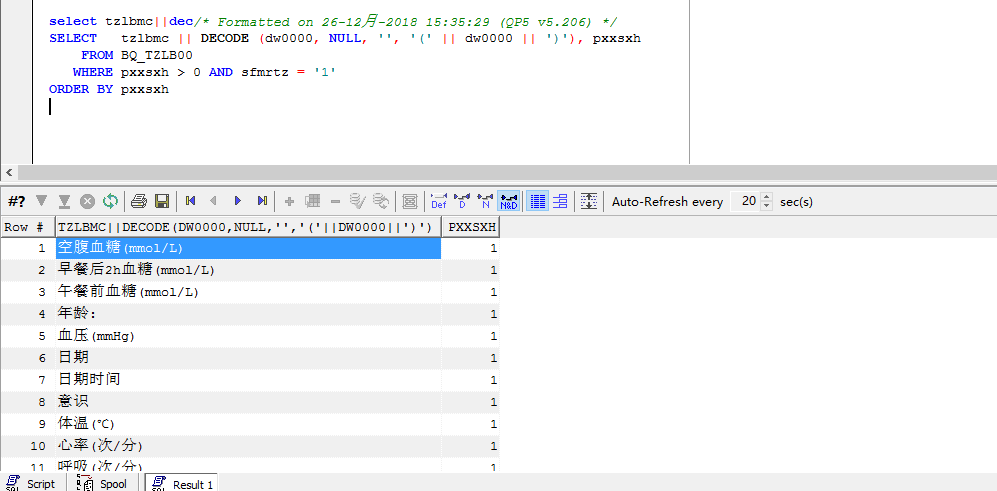 select tzlbmc||dec/* Formatted on 26-12月-2018 15:35:29 (QP5 v5.206) */
SELECT tzlbmc || DECODE (dw0000, NULL, '', '(' || dw0000 || ')'), pxxsxh
FROM BQ_TZLB00
WHERE pxxsxh > 0 AND sfmrtz = '1'
ORDER BY pxxsxh
#? Def D N N&D Auto-Refresh every 20 sec(s)
Row # TZLBMC||DECODE(DW0000,NULL,'','('||DW0000||')') PXXSXH
1 空腹血糖(mmol/L) 1
2 早餐后2h血糖(mmol/L) 1
3 午餐前血糖(mmol/L) 1
4 年龄： 1
5 血压(mmHg) 1
6 日期 1
7 日期时间 1
8 意识 1
9 体温(℃) 1
10 心率(次/分) 1
11 呼吸(次/分) 1
Script Spool Result 1